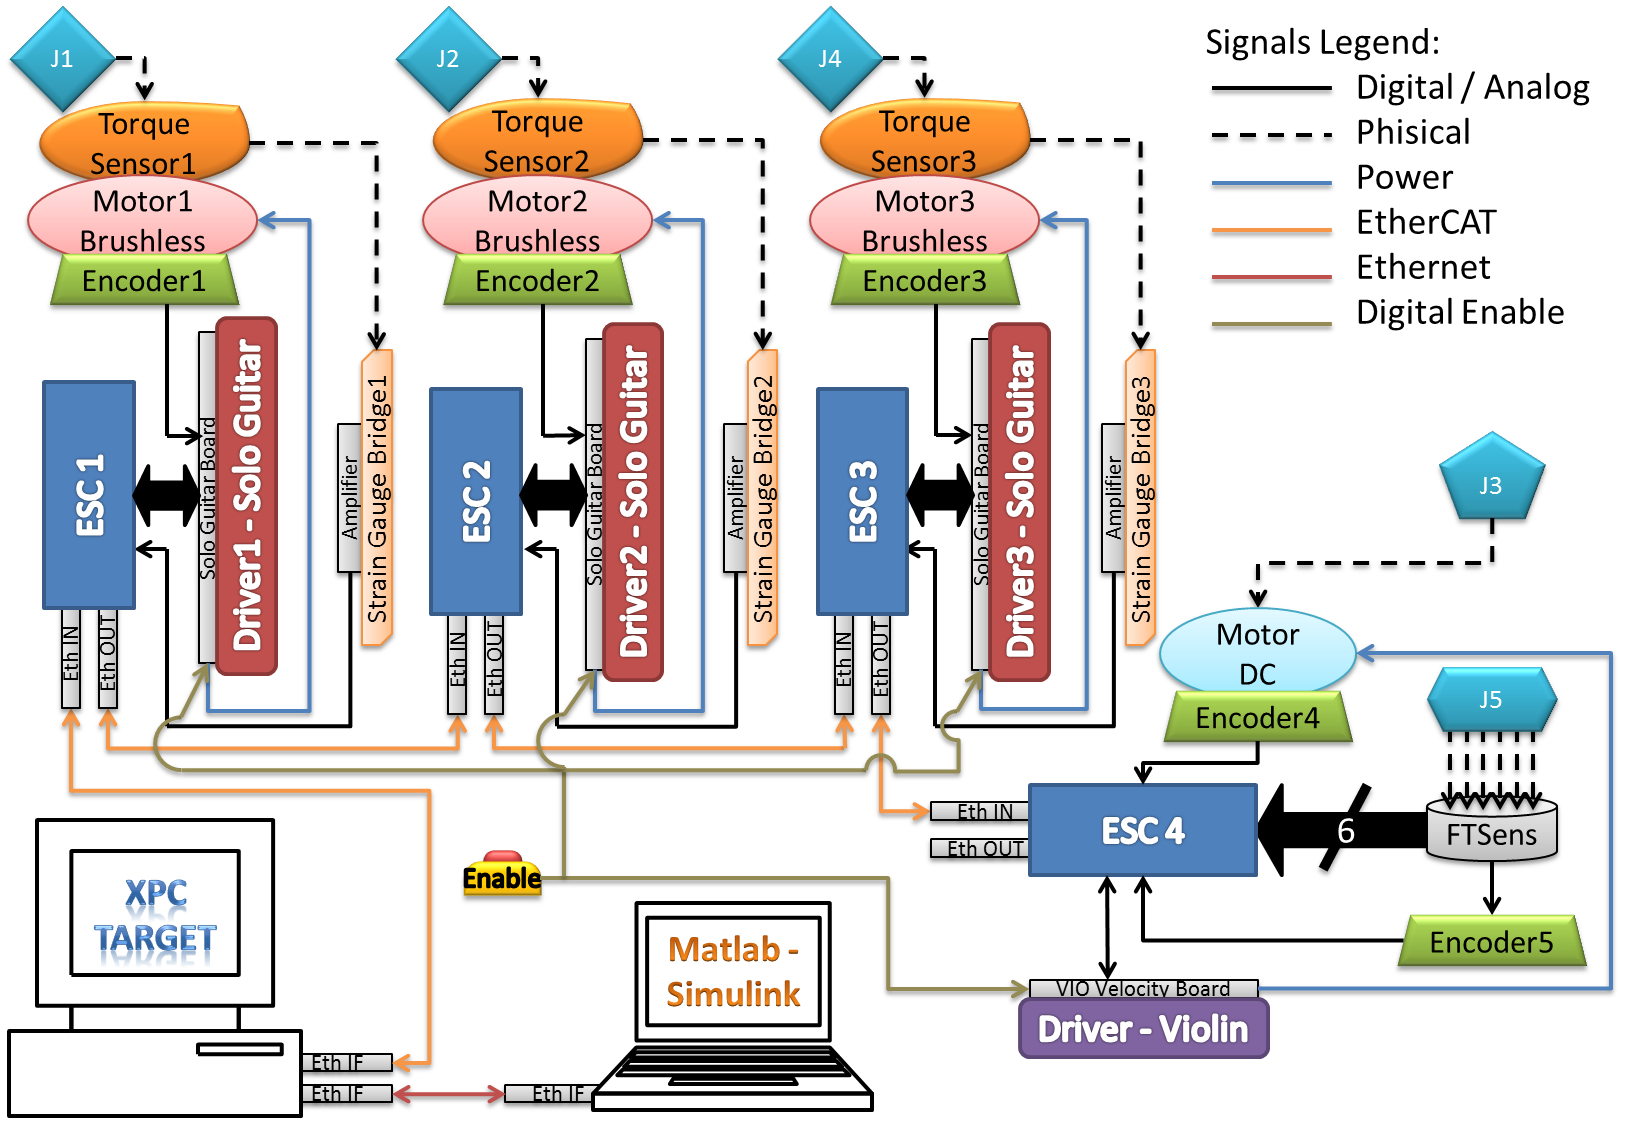 J1
J2
J4
Signals Legend:
Digital / Analog
Phisical
Power
EtherCAT
Ethernet
Digital Enable
Torque
Sensor1
Motor1
Brushless
Encoder1
Torque
Sensor2
Motor2
Brushless
Encoder2
Torque
Sensor3
Motor3
Brushless
Encoder3
ESC 1
Solo Guitar Board
Driver1 - Solo Guitar
Amplifier
Strain Gauge Bridge1
Eth IN
Eth OUT
ESC 2
Solo Guitar Board
Driver2 - Solo Guitar
Amplifier
Strain Gauge Bridge2
Eth IN
Eth OUT
ESC 3
Solo Guitar Board
Driver3 - Solo Guitar
Amplifier
Strain Gauge Bridge3
Eth IN
Eth OUT
J3
Motor
DC
Encoder4
J5
Eth IN
Eth OUT
ESC 4
6
FTSens
Encoder5
VIO Velocity Board
Driver - Violin
Enable
XPC
TARGET
Eth IF
Eth IF
Matlab -
Simulink
Eth IF